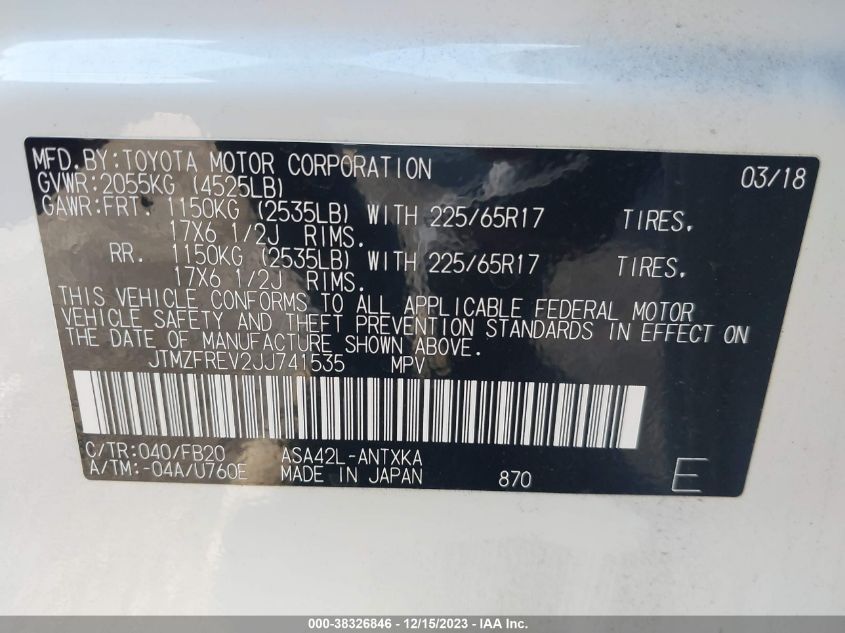 MFD.BY:TOYOTA MOTOR CORPORATION 03/18
GVWR:2055KG (4525LB)
GAWR:FRT. 1150KG (2535LB) WITH 225/65R17 TIRES.
17X6 1/2J RIMS.
RR. 1150KG (2535LB) WITH 225/65R17 TIRES.
17X6 1/2J RIMS.
THIS VEHICLE CONFORMS TO ALL APPLICABLE FEDERAL MOTOR
VEHICLE SAFETY AND THEFT PREVENTION STANDARDS IN EFFECT ON
THE DATE OF MANUFACTURE SHOWN ABOVE.
JTMZFREV2JJ741535 MPV
C/TR:040/FB20 ASA42L-ANTXKA
A/TM:-04A/U760E MADE IN JAPAN 870 E
000-38326846 - 12/15/2023 - IAA Inc.